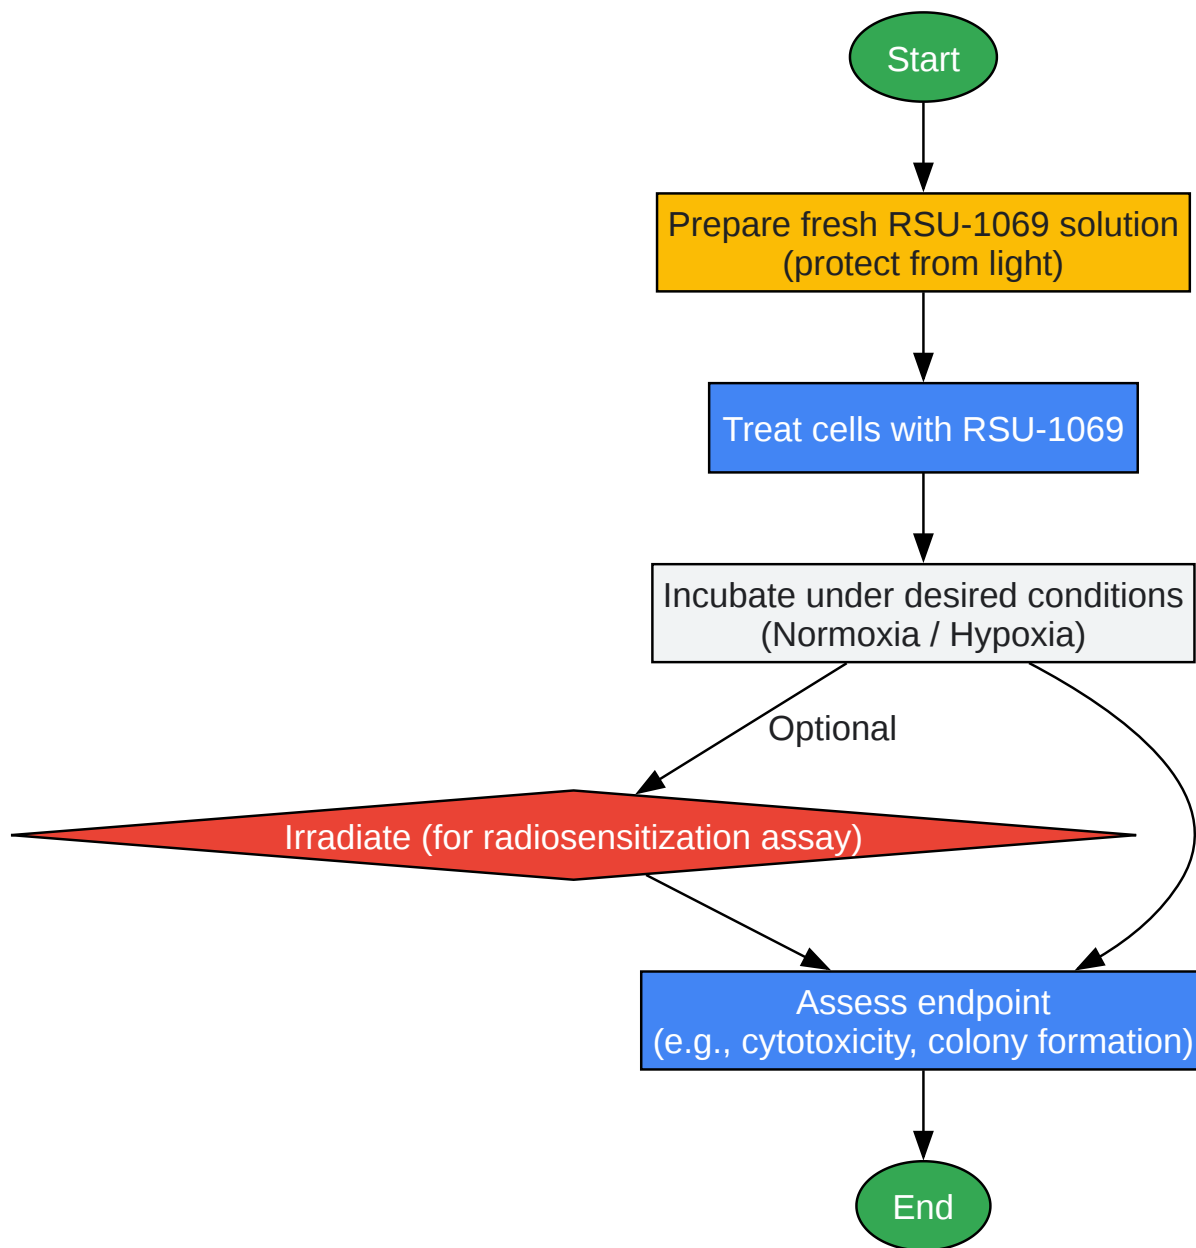 Start
Prepare fresh RSU-1069 solution
(protect from light)
Treat cells with RSU-1069
Incubate under desired conditions
(Normoxia / Hypoxia)
Optional
Irradiate (for radiosensitization assay)
Assess endpoint
(e.g., cytotoxicity, colony formation)
End